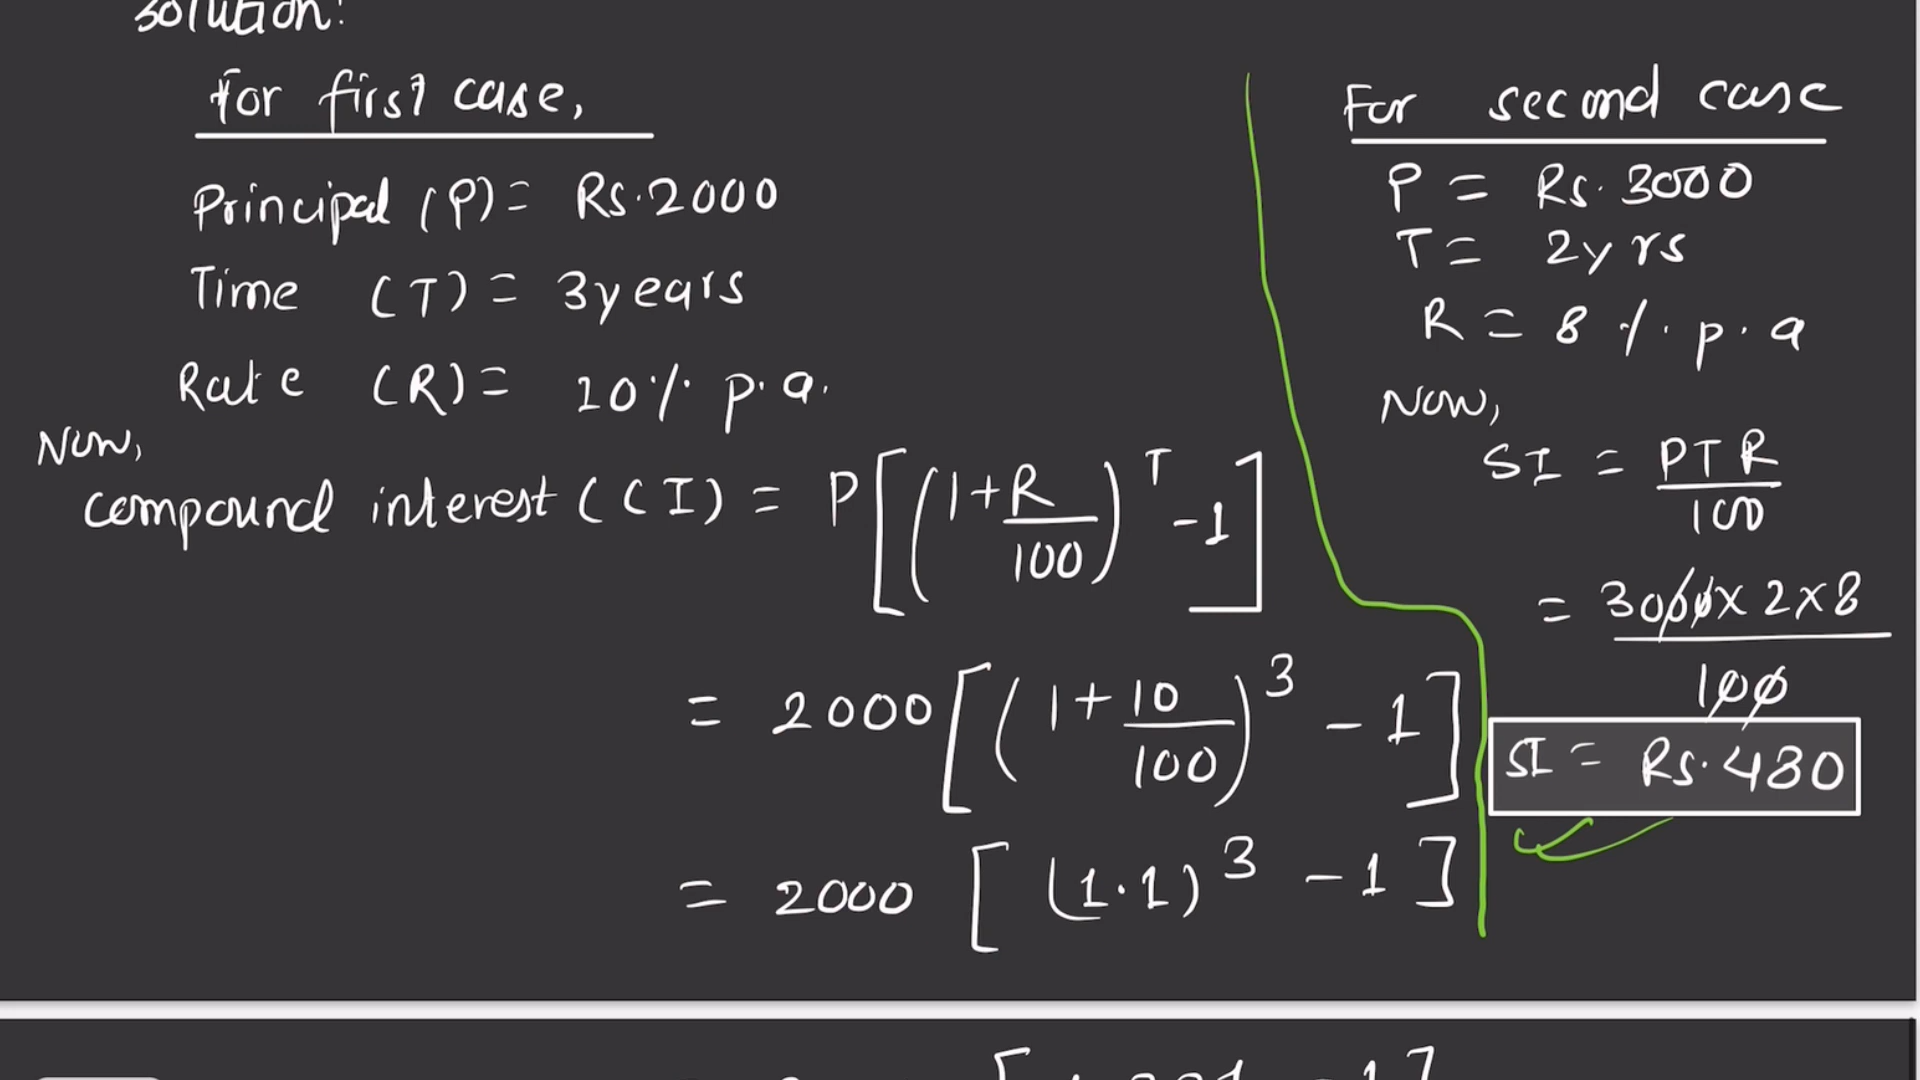 Solution:
For first case,
Principal (P) = Rs. 2000
Time (T) = 3 years
Rate (R) = 10% p.a.
Now,
compound interest (CI) = P[(1+R/100)^T - 1]
= 2000[(1+10/100)^3 - 1]
= 2000 [(1.1)^3 - 1]
For second case
P = Rs. 3000
T = 2yrs
R = 8 % p.a
Now,
SI = PTR/100
= 3000 x 2 x 8/100
SI = Rs. 480